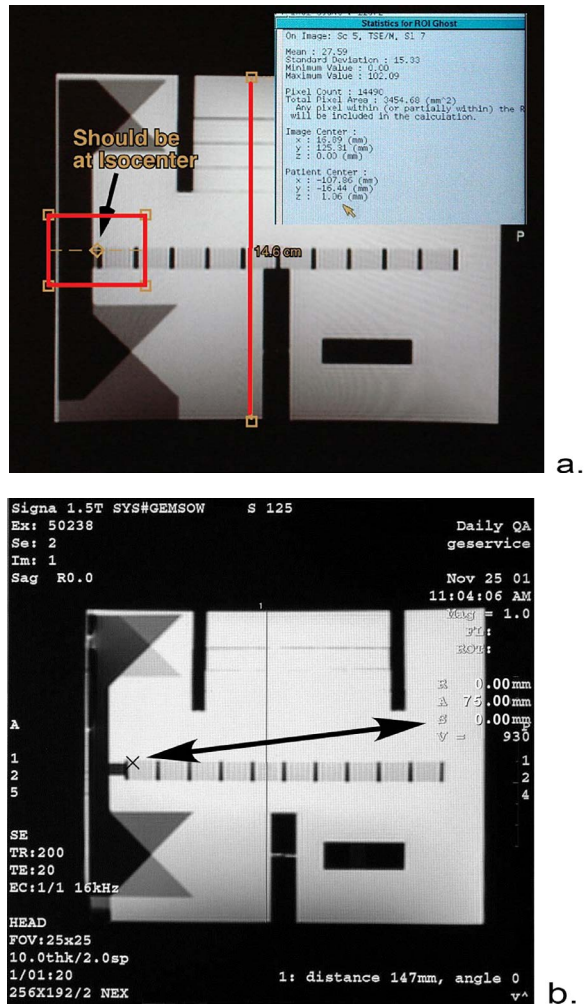 Statistics for ROI Ghost
On Image: Sc 5, TSE/M, Sl 7
Mean : 27.59
Standard Deviation : 15.33
Minimum Value : 0.00
Maximum Value : 102.09
Pixel Count : 14490
Total Pixel Area : 3454.68 (mm^2)
Any pixel within (or partially within) the R
will be included in the calculation.
Image Center :
x : 16.89 (mm)
y : 125.31 (mm)
z : 0.00 (mm)
Patient Center :
x : -107.86 (mm)
y : -16.44 (mm)
z : 1.06 (mm)
Should be
at Isocenter
14.6 cm
P
a.
Signa 1.5T SYS#GEMSOW S 125
Ex: 50238
Daily QA
Se: 2
geservice
Im: 1
Sag R0.0
Nov 25 01
11:04:06 AM
Mag = 1.0
FL:
ROT:
1
R 0.00mm
A 75.00mm
S 0.00mm
V = 930
A
1
2
5
1
2
4
SE
TR:200
TE:20
EC:1/1 16kHz
HEAD
FOV:25x25
10.0thk/2.0sp
1/01:20
256X192/2 NEX
1: distance 147mm, angle 0
b.